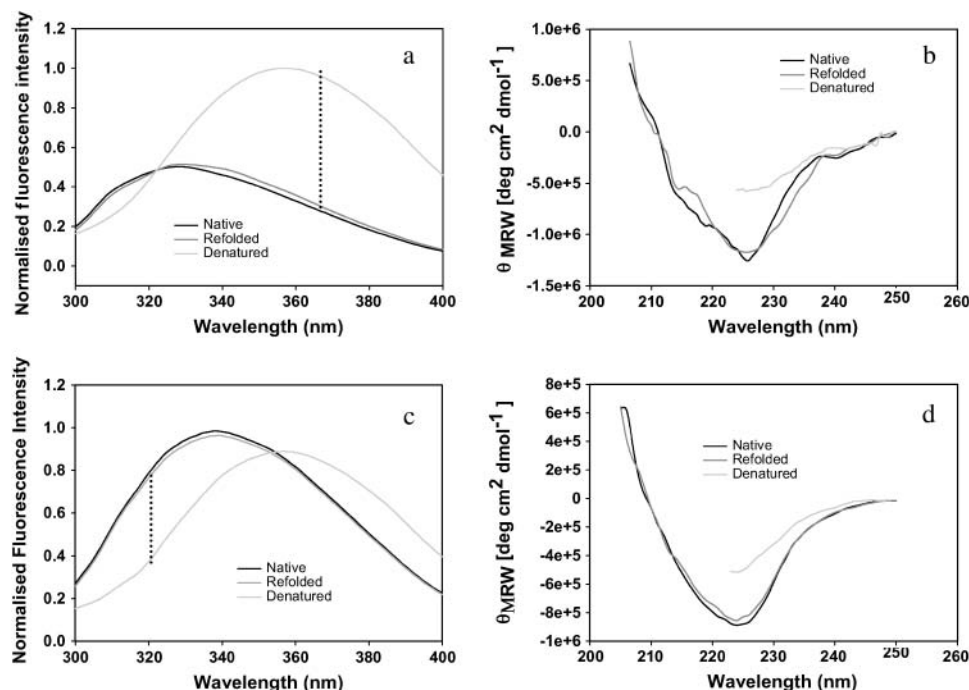 a
Normalised fluorescence intensity
1.2
1.0
0.8
0.6
0.4
0.2
0.0
Native
Refolded
Denatured
300 320 340 360 380 400
Wavelength (nm)
b
θ MRW [deg cm2 dmol-1]
1.0e+6
5.0e+5
0.0
-5.0e+5
-1.0e+6
-1.5e+6
Native
Refolded
Denatured
200 210 220 230 240 250 260
Wavelength (nm)
c
Normalised Fluorescence Intensity
1.2
1.0
0.8
0.6
0.4
0.2
0.0
Native
Refolded
Denatured
300 320 340 360 380 400
Wavelength (nm)
d
θMRW [deg cm2 dmol-1]
8e+5
6e+5
4e+5
2e+5
0
-2e+5
-4e+5
-6e+5
-8e+5
-1e+6
Native
Refolded
Denatured
200 210 220 230 240 250 260
Wavelength (nm)